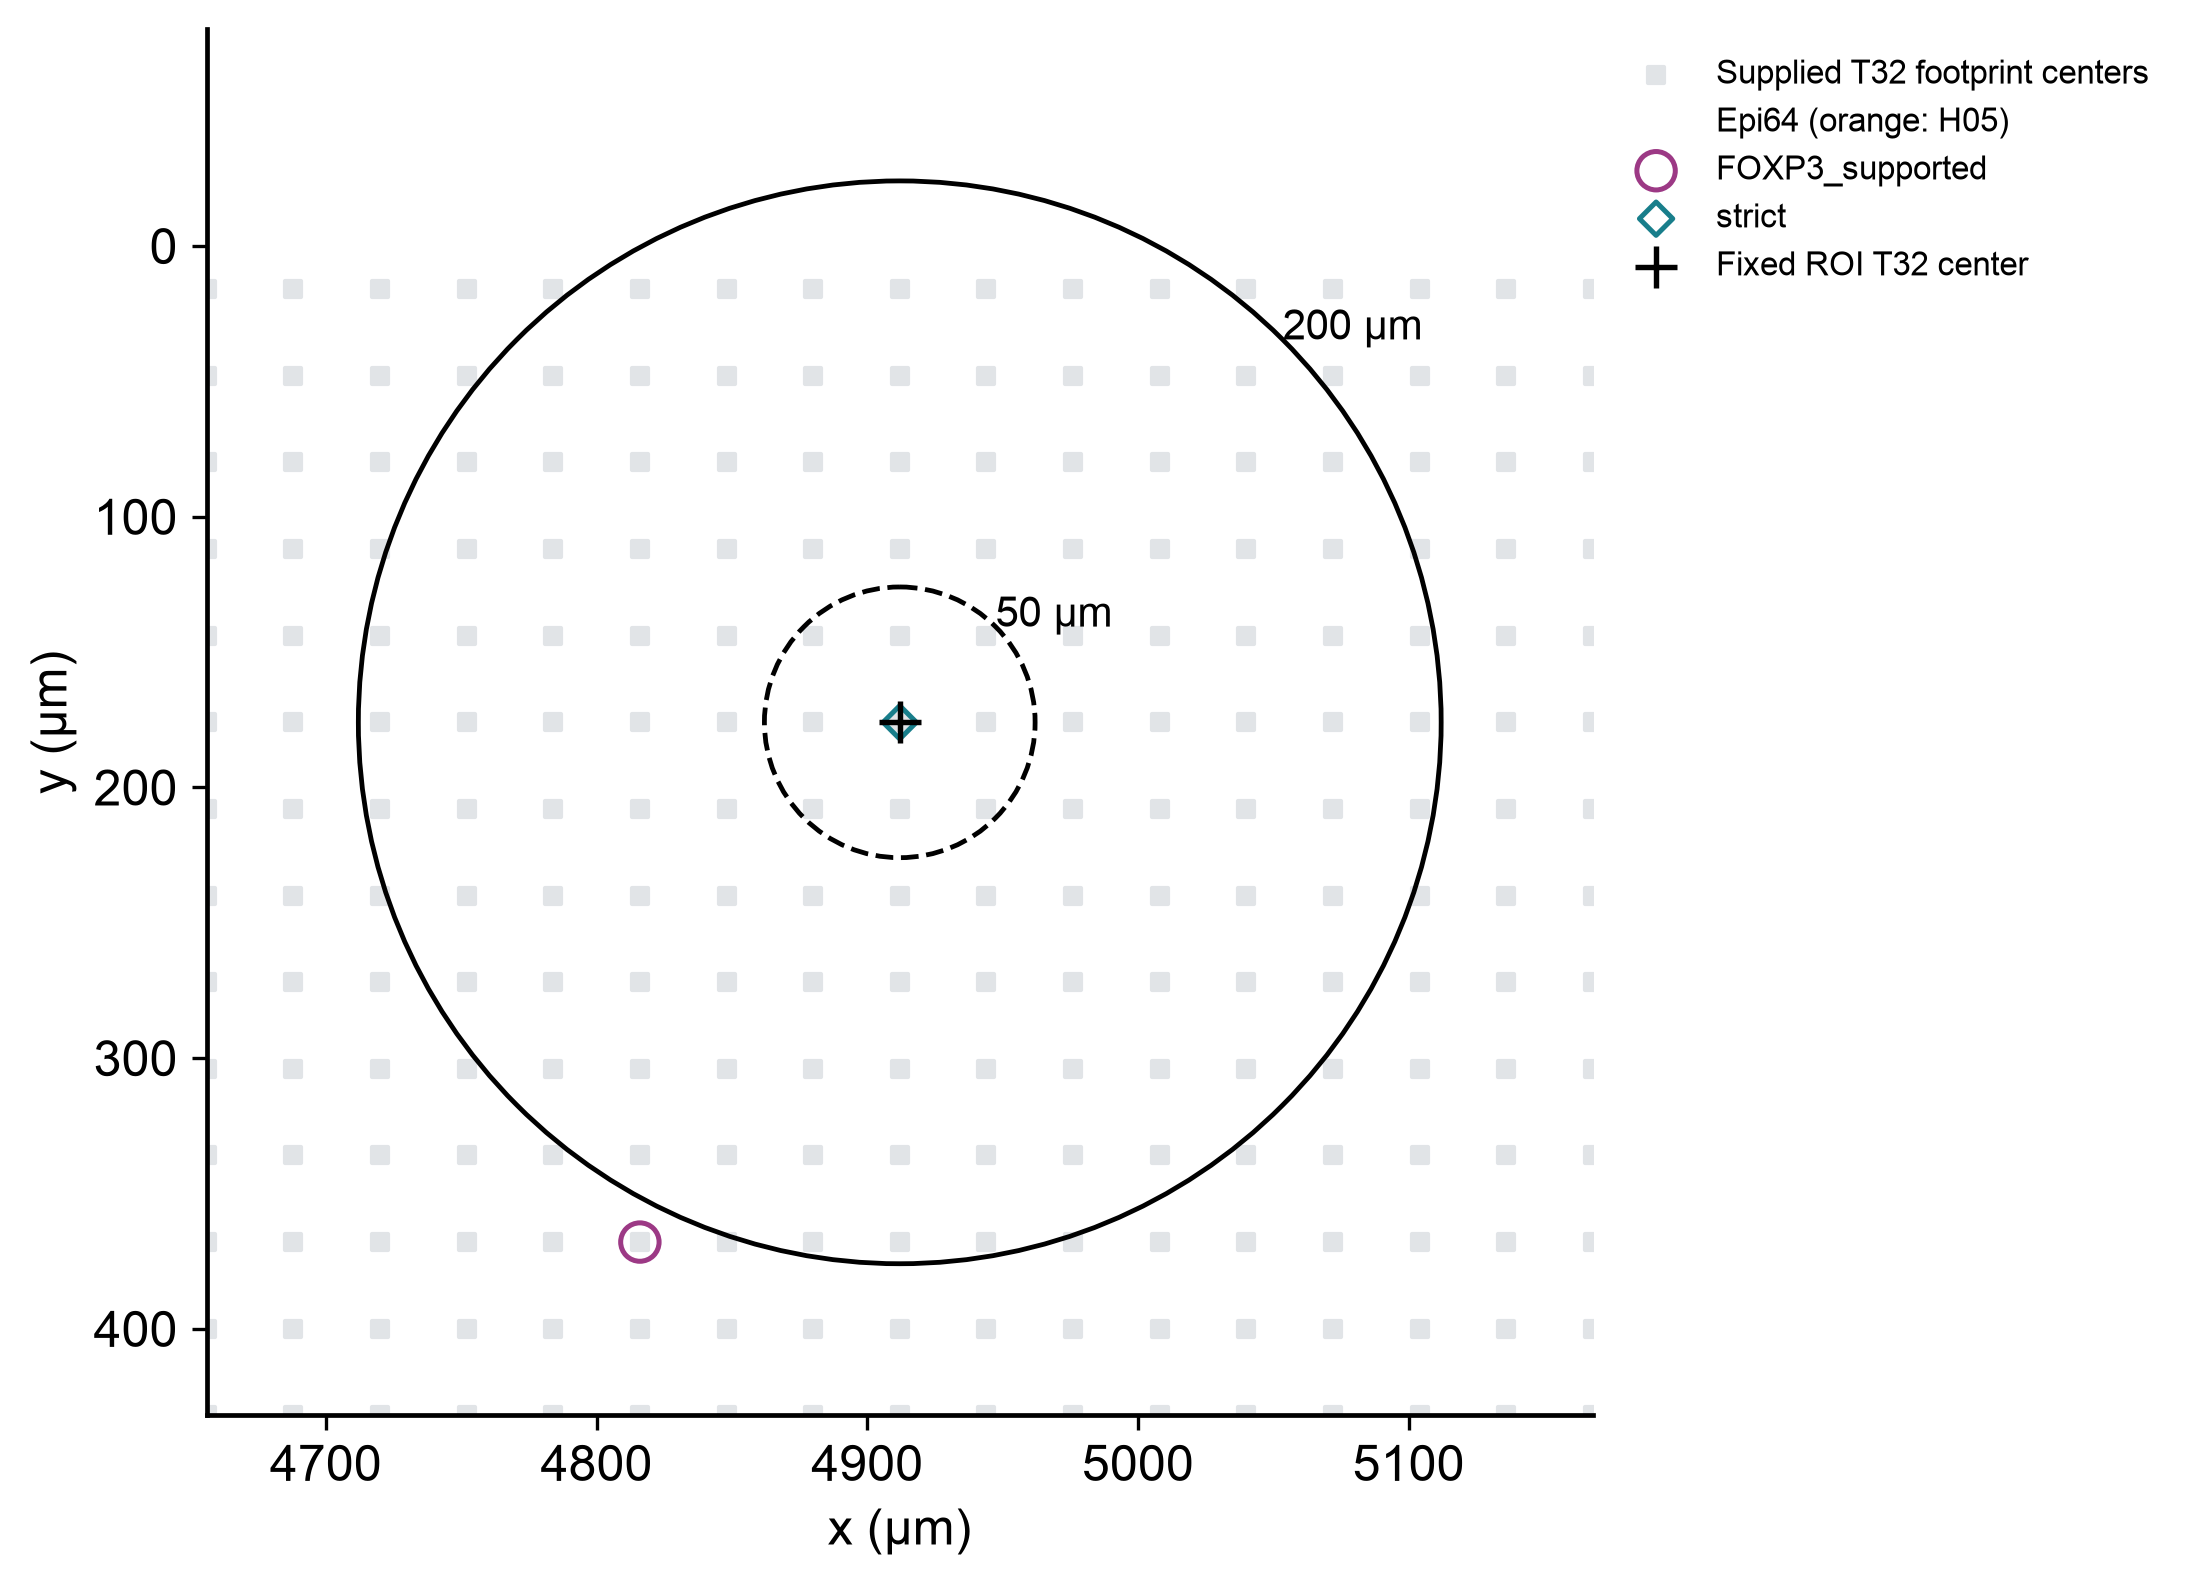 Supplied T32 footprint centers
Epi64 (orange: H05)
FOXP3_supported
strict
Fixed ROI T32 center
200 µm
50 µm
0
100
200
300
400
y (µm)
4700
4800
4900
5000
5100
x (µm)